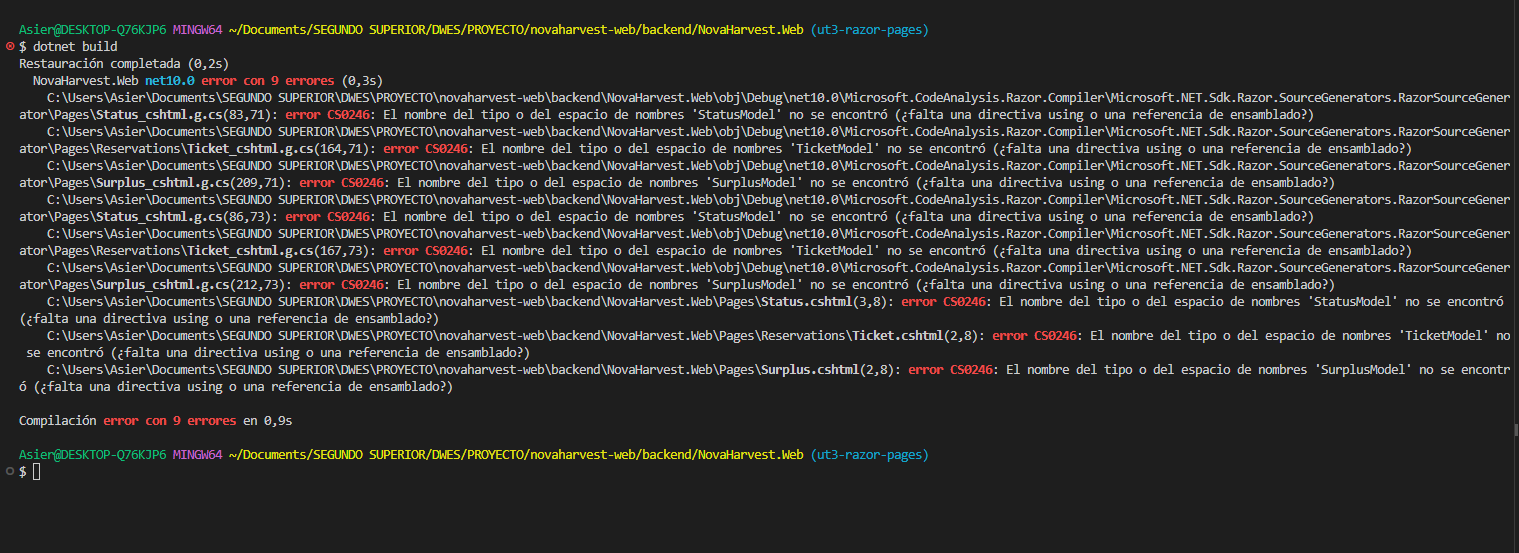 Asier@DESKTOP-Q76KJP6 MINGW64 ~/Documents/SEGUNDO SUPERIOR/DWES/PROYECTO/novaharvest-web/backend/NovaHarvest.Web (ut3-razor-pages)
$ dotnet build
Restauración completada (0,2s)
NovaHarvest.Web net10.0 error con 9 errores (0,3s)
C:\Users\Asier\Documents\SEGUNDO SUPERIOR\DWES\PROYECTO\novaharvest-web\backend\NovaHarvest.Web\obj\Debug\net10.0\Microsoft.CodeAnalysis.Razor.Compiler\Microsoft.NET.Sdk.Razor.SourceGenerators.RazorSourceGener
ator\Pages\Status_cshtml.g.cs(83,71): error CS0246: El nombre del tipo o del espacio de nombres 'StatusModel' no se encontró (¿falta una directiva using o una referencia de ensamblado?)
C:\Users\Asier\Documents\SEGUNDO SUPERIOR\DWES\PROYECTO\novaharvest-web\backend\NovaHarvest.Web\obj\Debug\net10.0\Microsoft.CodeAnalysis.Razor.Compiler\Microsoft.NET.Sdk.Razor.SourceGenerators.RazorSourceGener
ator\Pages\Reservations\Ticket_cshtml.g.cs(164,71): error CS0246: El nombre del tipo o del espacio de nombres 'TicketModel' no se encontró (¿falta una directiva using o una referencia de ensamblado?)
C:\Users\Asier\Documents\SEGUNDO SUPERIOR\DWES\PROYECTO\novaharvest-web\backend\NovaHarvest.Web\obj\Debug\net10.0\Microsoft.CodeAnalysis.Razor.Compiler\Microsoft.NET.Sdk.Razor.SourceGenerators.RazorSourceGener
ator\Pages\Surplus_cshtml.g.cs(209,71): error CS0246: El nombre del tipo o del espacio de nombres 'SurplusModel' no se encontró (¿falta una directiva using o una referencia de ensamblado?)
C:\Users\Asier\Documents\SEGUNDO SUPERIOR\DWES\PROYECTO\novaharvest-web\backend\NovaHarvest.Web\obj\Debug\net10.0\Microsoft.CodeAnalysis.Razor.Compiler\Microsoft.NET.Sdk.Razor.SourceGenerators.RazorSourceGener
ator\Pages\Status_cshtml.g.cs(86,73): error CS0246: El nombre del tipo o del espacio de nombres 'StatusModel' no se encontró (¿falta una directiva using o una referencia de ensamblado?)
C:\Users\Asier\Documents\SEGUNDO SUPERIOR\DWES\PROYECTO\novaharvest-web\backend\NovaHarvest.Web\obj\Debug\net10.0\Microsoft.CodeAnalysis.Razor.Compiler\Microsoft.NET.Sdk.Razor.SourceGenerators.RazorSourceGener
ator\Pages\Reservations\Ticket_cshtml.g.cs(167,73): error CS0246: El nombre del tipo o del espacio de nombres 'TicketModel' no se encontró (¿falta una directiva using o una referencia de ensamblado?)
C:\Users\Asier\Documents\SEGUNDO SUPERIOR\DWES\PROYECTO\novaharvest-web\backend\NovaHarvest.Web\obj\Debug\net10.0\Microsoft.CodeAnalysis.Razor.Compiler\Microsoft.NET.Sdk.Razor.SourceGenerators.RazorSourceGener
ator\Pages\Surplus_cshtml.g.cs(212,73): error CS0246: El nombre del tipo o del espacio de nombres 'SurplusModel' no se encontró (¿falta una directiva using o una referencia de ensamblado?)
C:\Users\Asier\Documents\SEGUNDO SUPERIOR\DWES\PROYECTO\novaharvest-web\backend\NovaHarvest.Web\Pages\Status.cshtml(3,8): error CS0246: El nombre del tipo o del espacio de nombres 'StatusModel' no se encontró
(¿falta una directiva using o una referencia de ensamblado?)
C:\Users\Asier\Documents\SEGUNDO SUPERIOR\DWES\PROYECTO\novaharvest-web\backend\NovaHarvest.Web\Pages\Reservations\Ticket.cshtml(2,8): error CS0246: El nombre del tipo o del espacio de nombres 'TicketModel' no
se encontró (¿falta una directiva using o una referencia de ensamblado?)
C:\Users\Asier\Documents\SEGUNDO SUPERIOR\DWES\PROYECTO\novaharvest-web\backend\NovaHarvest.Web\Pages\Surplus.cshtml(2,8): error CS0246: El nombre del tipo o del espacio de nombres 'SurplusModel' no se encontr
ó (¿falta una directiva using o una referencia de ensamblado?)
Compilación error con 9 errores en 0,9s
Asier@DESKTOP-Q76KJP6 MINGW64 ~/Documents/SEGUNDO SUPERIOR/DWES/PROYECTO/novaharvest-web/backend/NovaHarvest.Web (ut3-razor-pages)
$